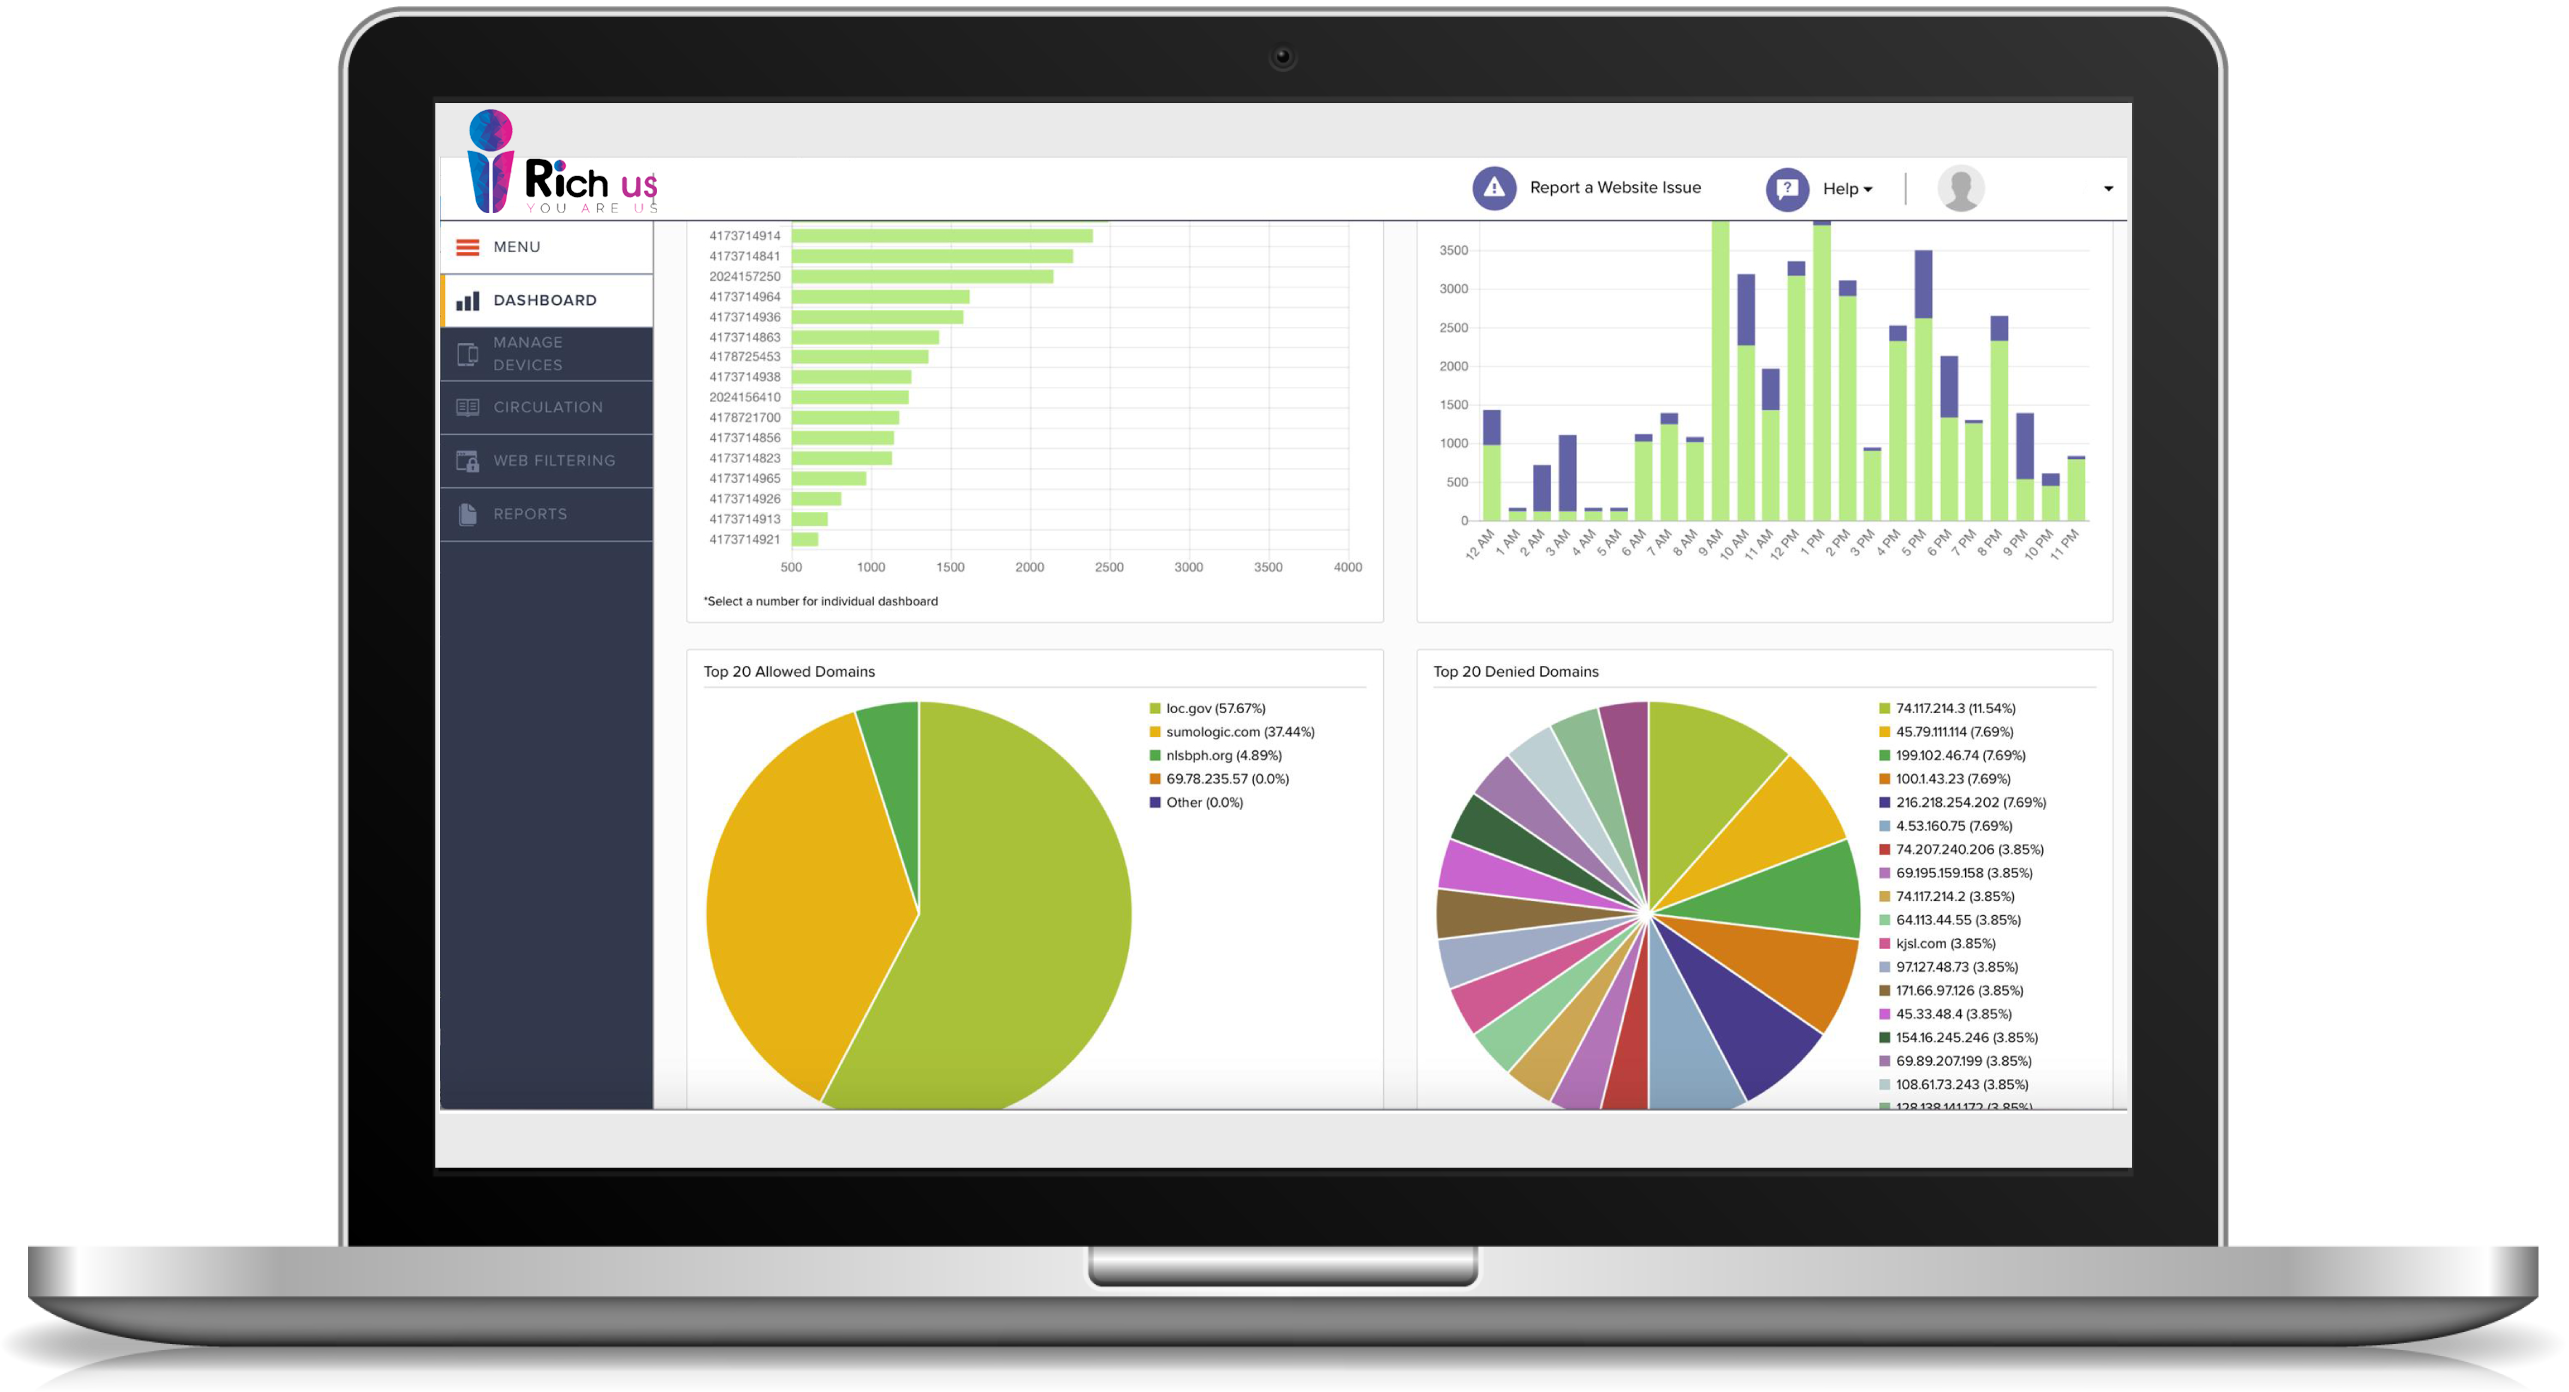 Rich us
YOU ARE US
Report a Website Issue
Help
MENU
DASHBOARD
MANAGE
DEVICES
CIRCULATION
WEB FILTERING
REPORTS
4173714914
4173714841
2024157250
4173714964
4173714936
4173714863
4178725453
4173714938
2024156410
4178721700
4173714856
4173714823
4173714965
4173714926
4173714913
4173714921
500 1000 1500 2000 2500 3000 3500 4000
*Select a number for individual dashboard
3500
3000
2500
2000
1500
1000
500
0
12 AM 1 AM 2 AM 3 AM 4 AM 5 AM 6 AM 7 AM 8 AM 9 AM 10 AM 11 AM 12 PM 1 PM 2 PM 3 PM 4 PM 5 PM 6 PM 7 PM 8 PM 9 PM 10 PM 11 PM
Top 20 Allowed Domains
loc.gov (57.67%)
sumologic.com (37.44%)
nlsbph.org (4.89%)
69.78.235.57 (0.0%)
Other (0.0%)
Top 20 Denied Domains
74.117.214.3 (11.54%)
45.79.111.114 (7.69%)
199.102.46.74 (7.69%)
100.1.43.23 (7.69%)
216.218.254.202 (7.69%)
4.53.160.75 (7.69%)
74.207.240.206 (3.85%)
69.195.159.158 (3.85%)
74.117.214.2 (3.85%)
64.113.44.55 (3.85%)
kjsl.com (3.85%)
97.127.48.73 (3.85%)
171.66.97.126 (3.85%)
45.33.48.4 (3.85%)
154.16.245.246 (3.85%)
69.89.207.199 (3.85%)
108.61.73.243 (3.85%)
128.138.141.172 (3.85%)